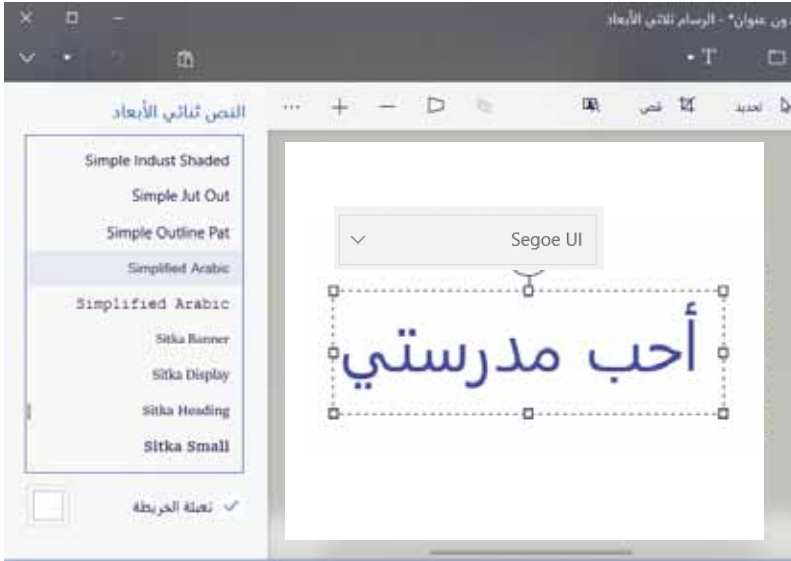 دون عنوان* - الرسام ثلاثي الأبعاد
T
تحديد
قص
النص ثنائي الأبعاد
Simple Indust Shaded
Simple Jut Out
Simple Outline Pat
Simplified Arabic
Simplified Arabic
Sitka Banner
Sitka Display
Sitka Heading
Sitka Small
تعبئة الخريطة
Segoe UI
أحب مدرستي